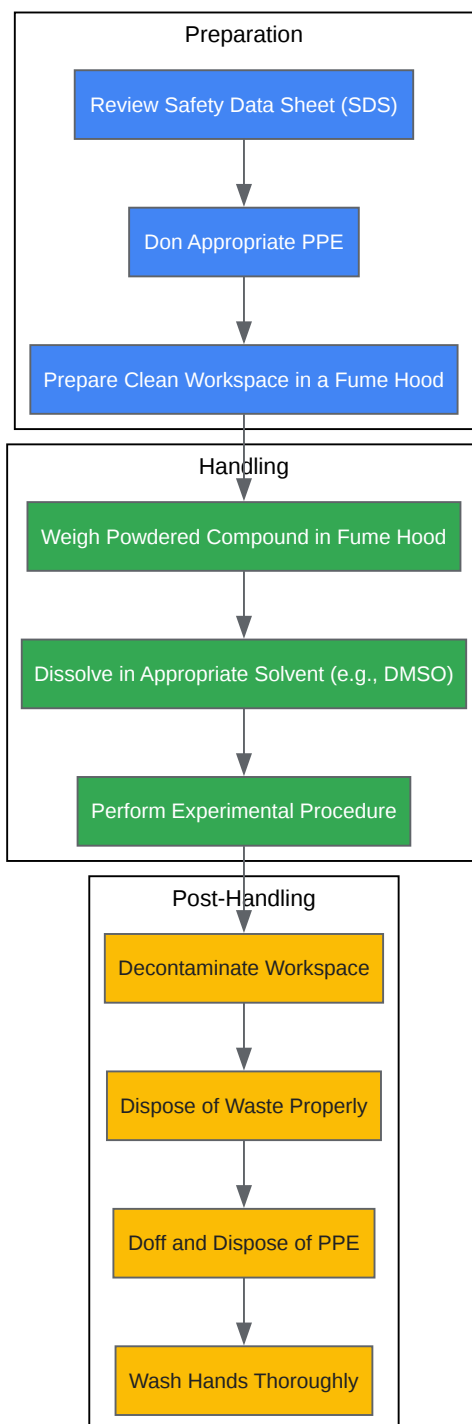 Preparation
Review Safety Data Sheet (SDS)
Don Appropriate PPE
Prepare Clean Workspace in a Fume Hood
Handling
Weigh Powdered Compound in Fume Hood
Dissolve in Appropriate Solvent (e.g., DMSO)
Perform Experimental Procedure
Post-Handling
Decontaminate Workspace
Dispose of Waste Properly
Doff and Dispose of PPE
Wash Hands Thoroughly